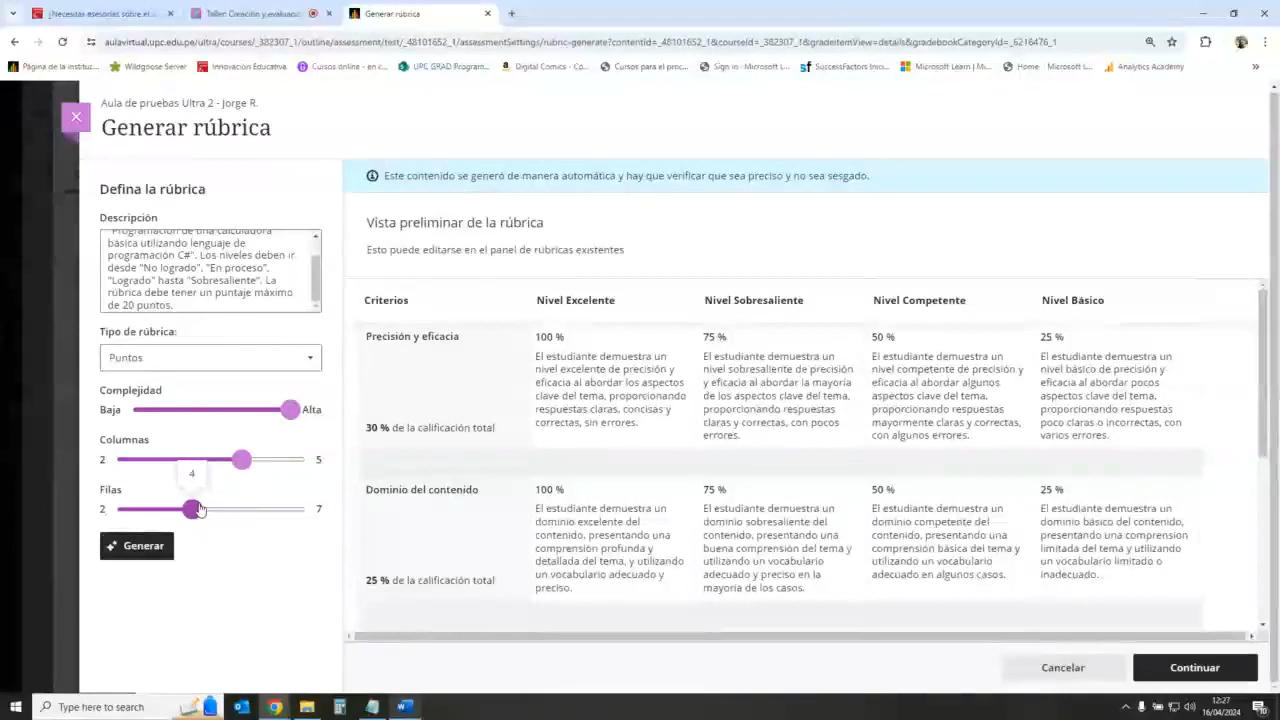 ¿Necesitas asesorías sobre el
Taller: Creación y evaluac
Generar rúbrica
aulavirtual.upc.edu.pe/ultra/courses/_382307_1/outline/assessment/test/_48101652_1/assessmentSettings/rubric-generate?contentId=_48101652_1&courseId=_382307_1&gradeitemView=details&gradebookCategoryId=_6216476_1
Página de la instituc...
Wildgoose Server
Innovación Educativa
Cursos online - en c...
UPC GRAD Program...
Digital Comics - Co...
Cursos para el proc...
Sign in - Microsoft L...
SuccessFactors Inici...
Microsoft Learn | Mi...
Home
Microsoft L...
Analytics Academy
»
Aula de pruebas Ultra 2 - Jorge R.
Generar rúbrica
Defina la rúbrica
Descripción
"Programación de una calculadora
básica utilizando lenguaje de
programación C#". Los niveles deben ir
desde "No logrado", "En proceso",
"Logrado" hasta "Sobresaliente". La
rúbrica debe tener un puntaje máximo
de 20 puntos.
Tipo de rúbrica:
Puntos
Complejidad
Baja
Alta
Columnas
2
5
4
Filas
2
7
Generar
Este contenido se generó de manera automática y hay que verificar que sea preciso y no sea sesgado.
Vista preliminar de la rúbrica
Esto puede editarse en el panel de rúbricas existentes
Criterios
Nivel Excelente
Nivel Sobresaliente
Nivel Competente
Nivel Básico
Precisión y eficacia
30 % de la calificación total
100 %
El estudiante demuestra un
nivel excelente de precisión y
eficacia al abordar los aspectos
clave del tema, proporcionando
respuestas claras, concisas y
correctas, sin errores.
75 %
El estudiante demuestra un
nivel sobresaliente de precisión
y eficacia al abordar la mayoría
de los aspectos clave del tema,
proporcionando respuestas
claras y correctas, con pocos
errores.
50 %
El estudiante demuestra un
nivel competente de precisión y
eficacia al abordar algunos
aspectos clave del tema,
proporcionando respuestas
mayormente claras y correctas,
con algunos errores.
25 %
El estudiante demuestra un
nivel básico de precisión y
eficacia al abordar pocos
aspectos clave del tema,
proporcionando respuestas
poco claras o incorrectas, con
varios errores.
Dominio del contenido
25 % de la calificación total
100 %
El estudiante demuestra un
dominio excelente del
contenido, presentando una
comprensión profunda y
detallada del tema, y utilizando
un vocabulario adecuado y
preciso.
75 %
El estudiante demuestra un
dominio sobresaliente del
contenido, presentando una
buena comprensión del tema y
utilizando un vocabulario
adecuado y preciso en la
mayoría de los casos.
50 %
El estudiante demuestra un
dominio competente del
contenido, presentando una
comprensión básica del tema y
utilizando un vocabulario
adecuado en algunos casos.
25 %
El estudiante demuestra un
dominio básico del contenido,
presentando una comprensión
limitada del tema y utilizando
un vocabulario limitado o
inadecuado.
Cancelar
Continuar
Type here to search
12:27
16/04/2024